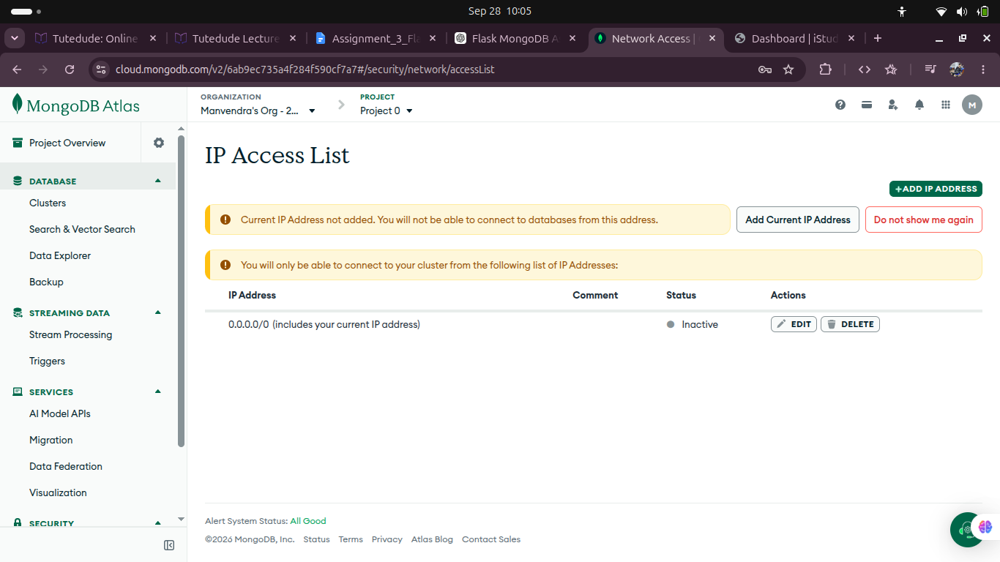 Sep 28 10:05
Tutedude: Online
Tutedude Lecture
Assignment_3_Fla
Flask MongoDB A
Network Access |
Dashboard | iStud
cloud.mongodb.com/v2/6ab9ec735a4f284f590cf7a7#/security/network/accessList
MongoDB Atlas
ORGANIZATION
Manvendra's Org - 2...
PROJECT
Project 0
M
Project Overview
DATABASE
Clusters
Search & Vector Search
Data Explorer
Backup
STREAMING DATA
Stream Processing
Triggers
SERVICES
AI Model APIs
Migration
Data Federation
Visualization
SECURITY
IP Access List
+ADD IP ADDRESS
Current IP Address not added. You will not be able to connect to databases from this address.
Add Current IP Address
Do not show me again
You will only be able to connect to your cluster from the following list of IP Addresses:
IP Address Comment Status Actions
0.0.0.0/0 (includes your current IP address) Inactive EDIT DELETE
Alert System Status: All Good
©2026 MongoDB, Inc. Status Terms Privacy Atlas Blog Contact Sales